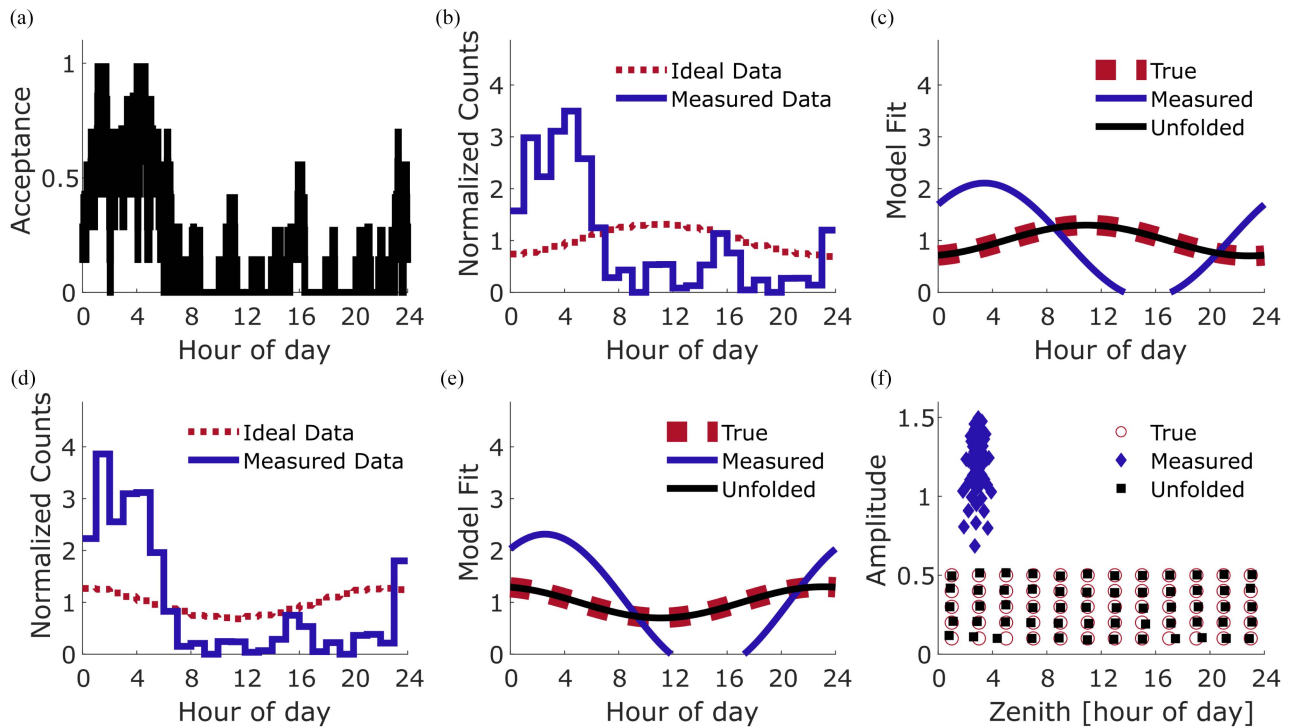 (a)
Acceptance
1
0.5
0
0 4 8 12 16 20 24
Hour of day
(b)
Normalized Counts
4
3
2
1
0
Ideal Data
Measured Data
0 4 8 12 16 20 24
Hour of day
(c)
Model Fit
4
3
2
1
0
True
Measured
Unfolded
0 4 8 12 16 20 24
Hour of day
(d)
Normalized Counts
4
3
2
1
0
Ideal Data
Measured Data
0 4 8 12 16 20 24
Hour of day
(e)
Model Fit
4
3
2
1
0
True
Measured
Unfolded
0 4 8 12 16 20 24
Hour of day
(f)
Amplitude
1.5
1
0.5
0
True
Measured
Unfolded
0 4 8 12 16 20 24
Zenith [hour of day]